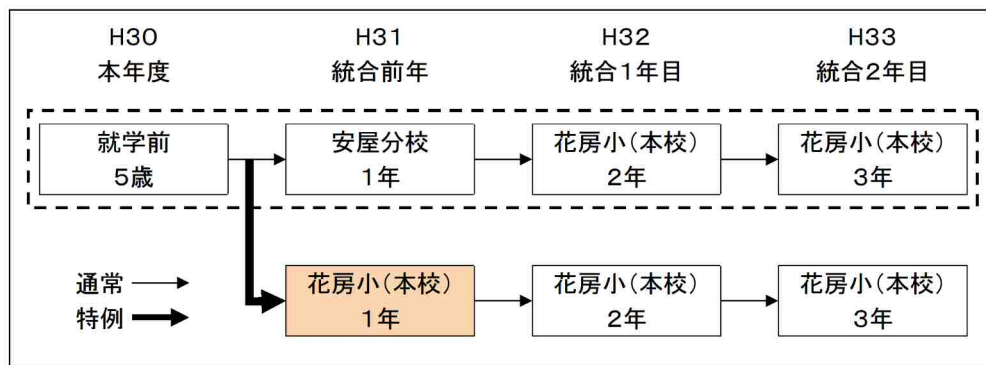 H30 H31 H32 H33
本年度 統合前年 統合1年目 統合2年目
就学前 安屋分校 花房小(本校) 花房小(本校)
5歳 1年 2年 3年
通常 花房小(本校) 花房小(本校) 花房小(本校)
特例 1年 2年 3年